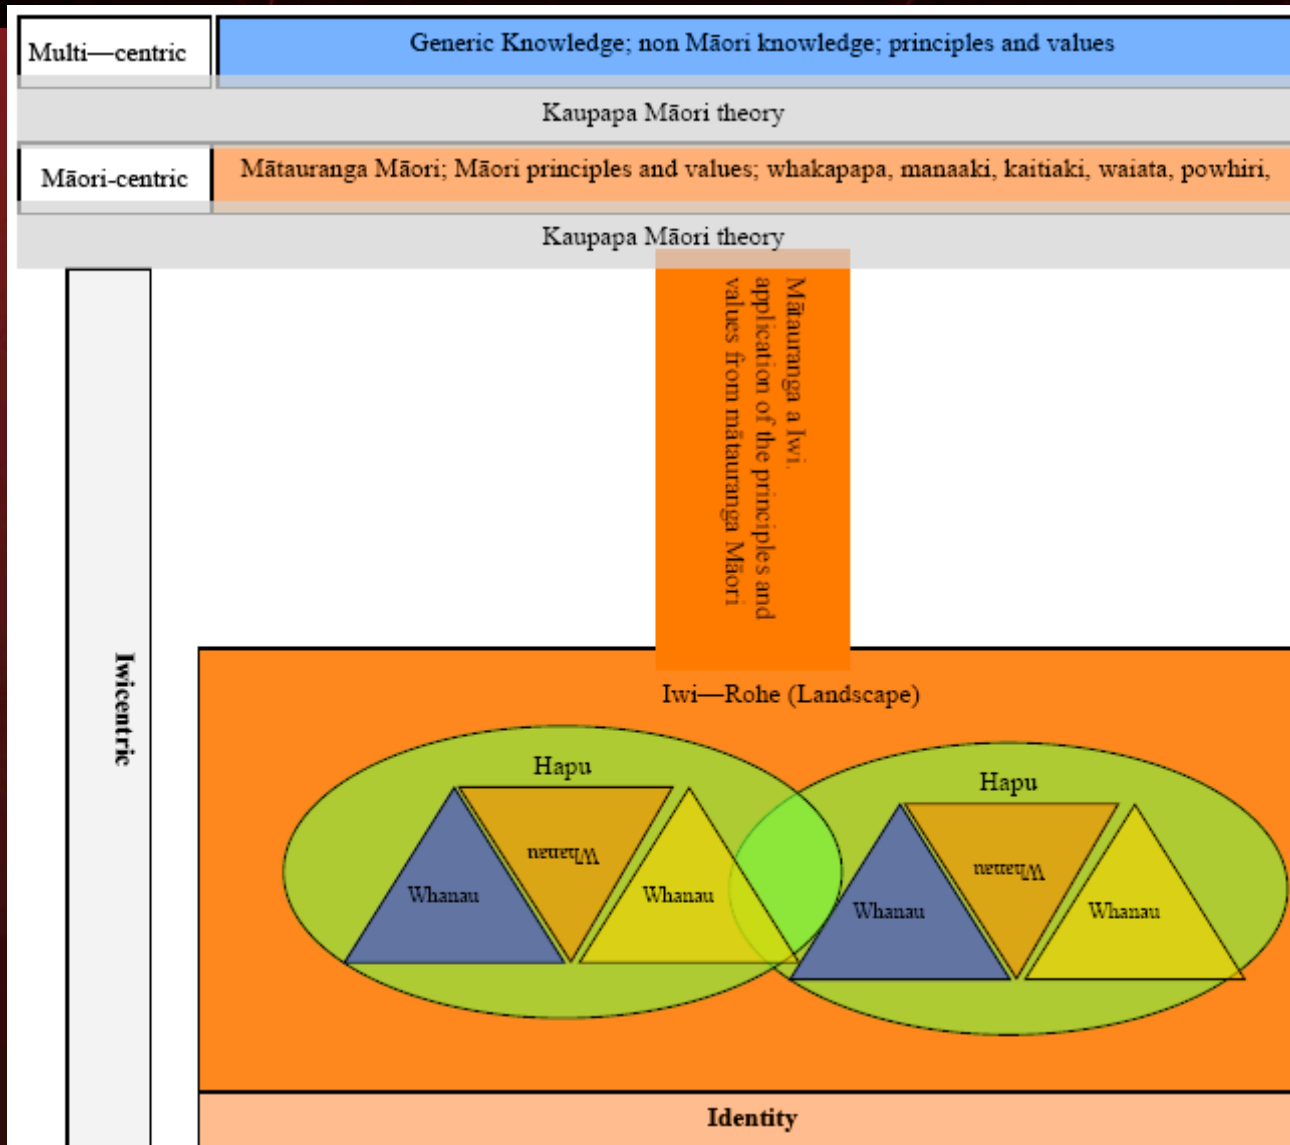 Multi—centric
Generic Knowledge; non Māori knowledge; principles and values
Kaupapa Māori theory
Māori-centric
Mātauranga Māori; Māori principles and values; whakapapa, manaaki, kaitiaki, waiata, powhiri,
Kaupapa Māori theory
Mātauranga a Iwi.
application of the principles and
values from mātauranga Māori
Iwicentric
Iwi—Rohe (Landscape)
Hapu
Whanau
Whanau
Whanau
Hapu
Whanau
Whanau
Whanau
Identity